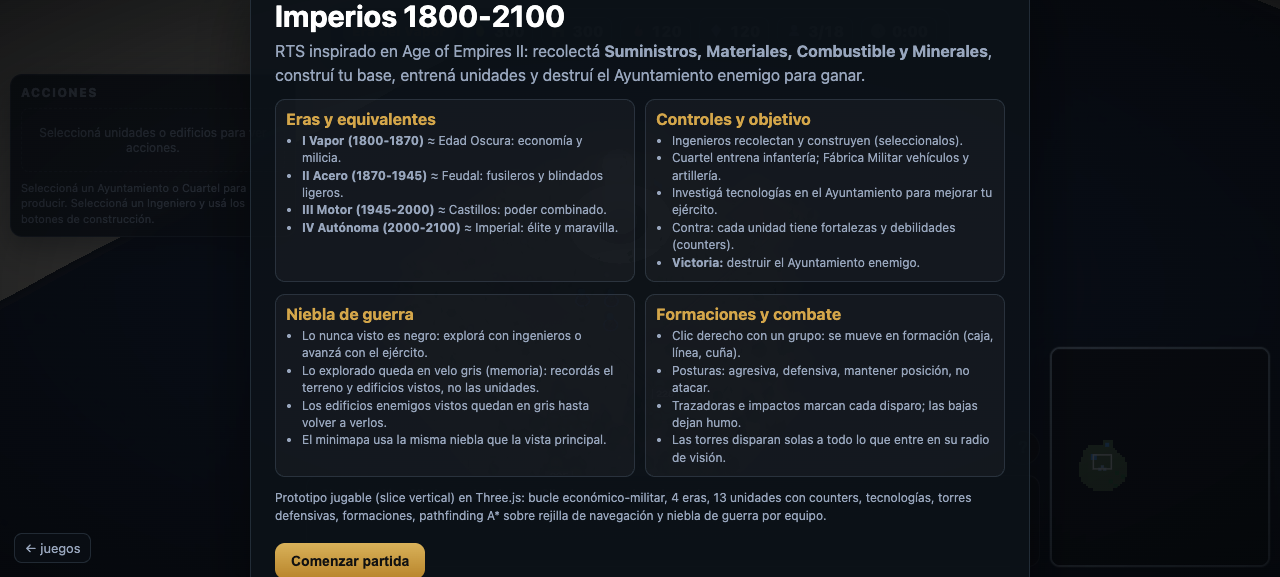 Imperios 1800-2100
RTS inspirado en Age of Empires II: recolectá Suministros, Materiales, Combustible y Minerales,
construí tu base, entrená unidades y destruí el Ayuntamiento enemigo para ganar.
ACCIONES
Seleccioná unidades o edificios para
acciones.
Seleccioná un Ayuntamiento o Cuartel para
producir. Seleccioná un Ingeniero y usá los
botones de construcción.
Eras y equivalentes
• I Vapor (1800-1870) ≈ Edad Oscura: economía y
milicia.
• II Acero (1870-1945) ≈ Feudal: fusileros y blindados
ligeros.
• III Motor (1945-2000) ≈ Castillos: poder combinado.
• IV Autónoma (2000-2100) ≈ Imperial: élite y maravilla.
Controles y objetivo
• Ingenieros recolectan y construyen (seleccionalos).
• Cuartel entrena infantería; Fábrica Militar vehículos y
artillería.
• Investigá tecnologías en el Ayuntamiento para mejorar tu
ejército.
• Contra: cada unidad tiene fortalezas y debilidades
(counters).
• Victoria: destruir el Ayuntamiento enemigo.
Niebla de guerra
• Lo nunca visto es negro: explorá con ingenieros o
avanzá con el ejército.
• Lo explorado queda en velo gris (memoria): recordás el
terreno y edificios vistos, no las unidades.
• Los edificios enemigos vistos quedan en gris hasta
volver a verlos.
• El minimapa usa la misma niebla que la vista principal.
Formaciones y combate
• Clic derecho con un grupo: se mueve en formación (caja,
línea, cuña).
• Posturas: agresiva, defensiva, mantener posición, no
atacar.
• Trazadoras e impactos marcan cada disparo; las bajas
dejan humo.
• Las torres disparan solas a todo lo que entre en su radio
de visión.
Prototipo jugable (slice vertical) en Three.js: bucle económico-militar, 4 eras, 13 unidades con counters, tecnologías, torres
defensivas, formaciones, pathfinding A* sobre rejilla de navegación y niebla de guerra por equipo.
← juegos
Comenzar partida